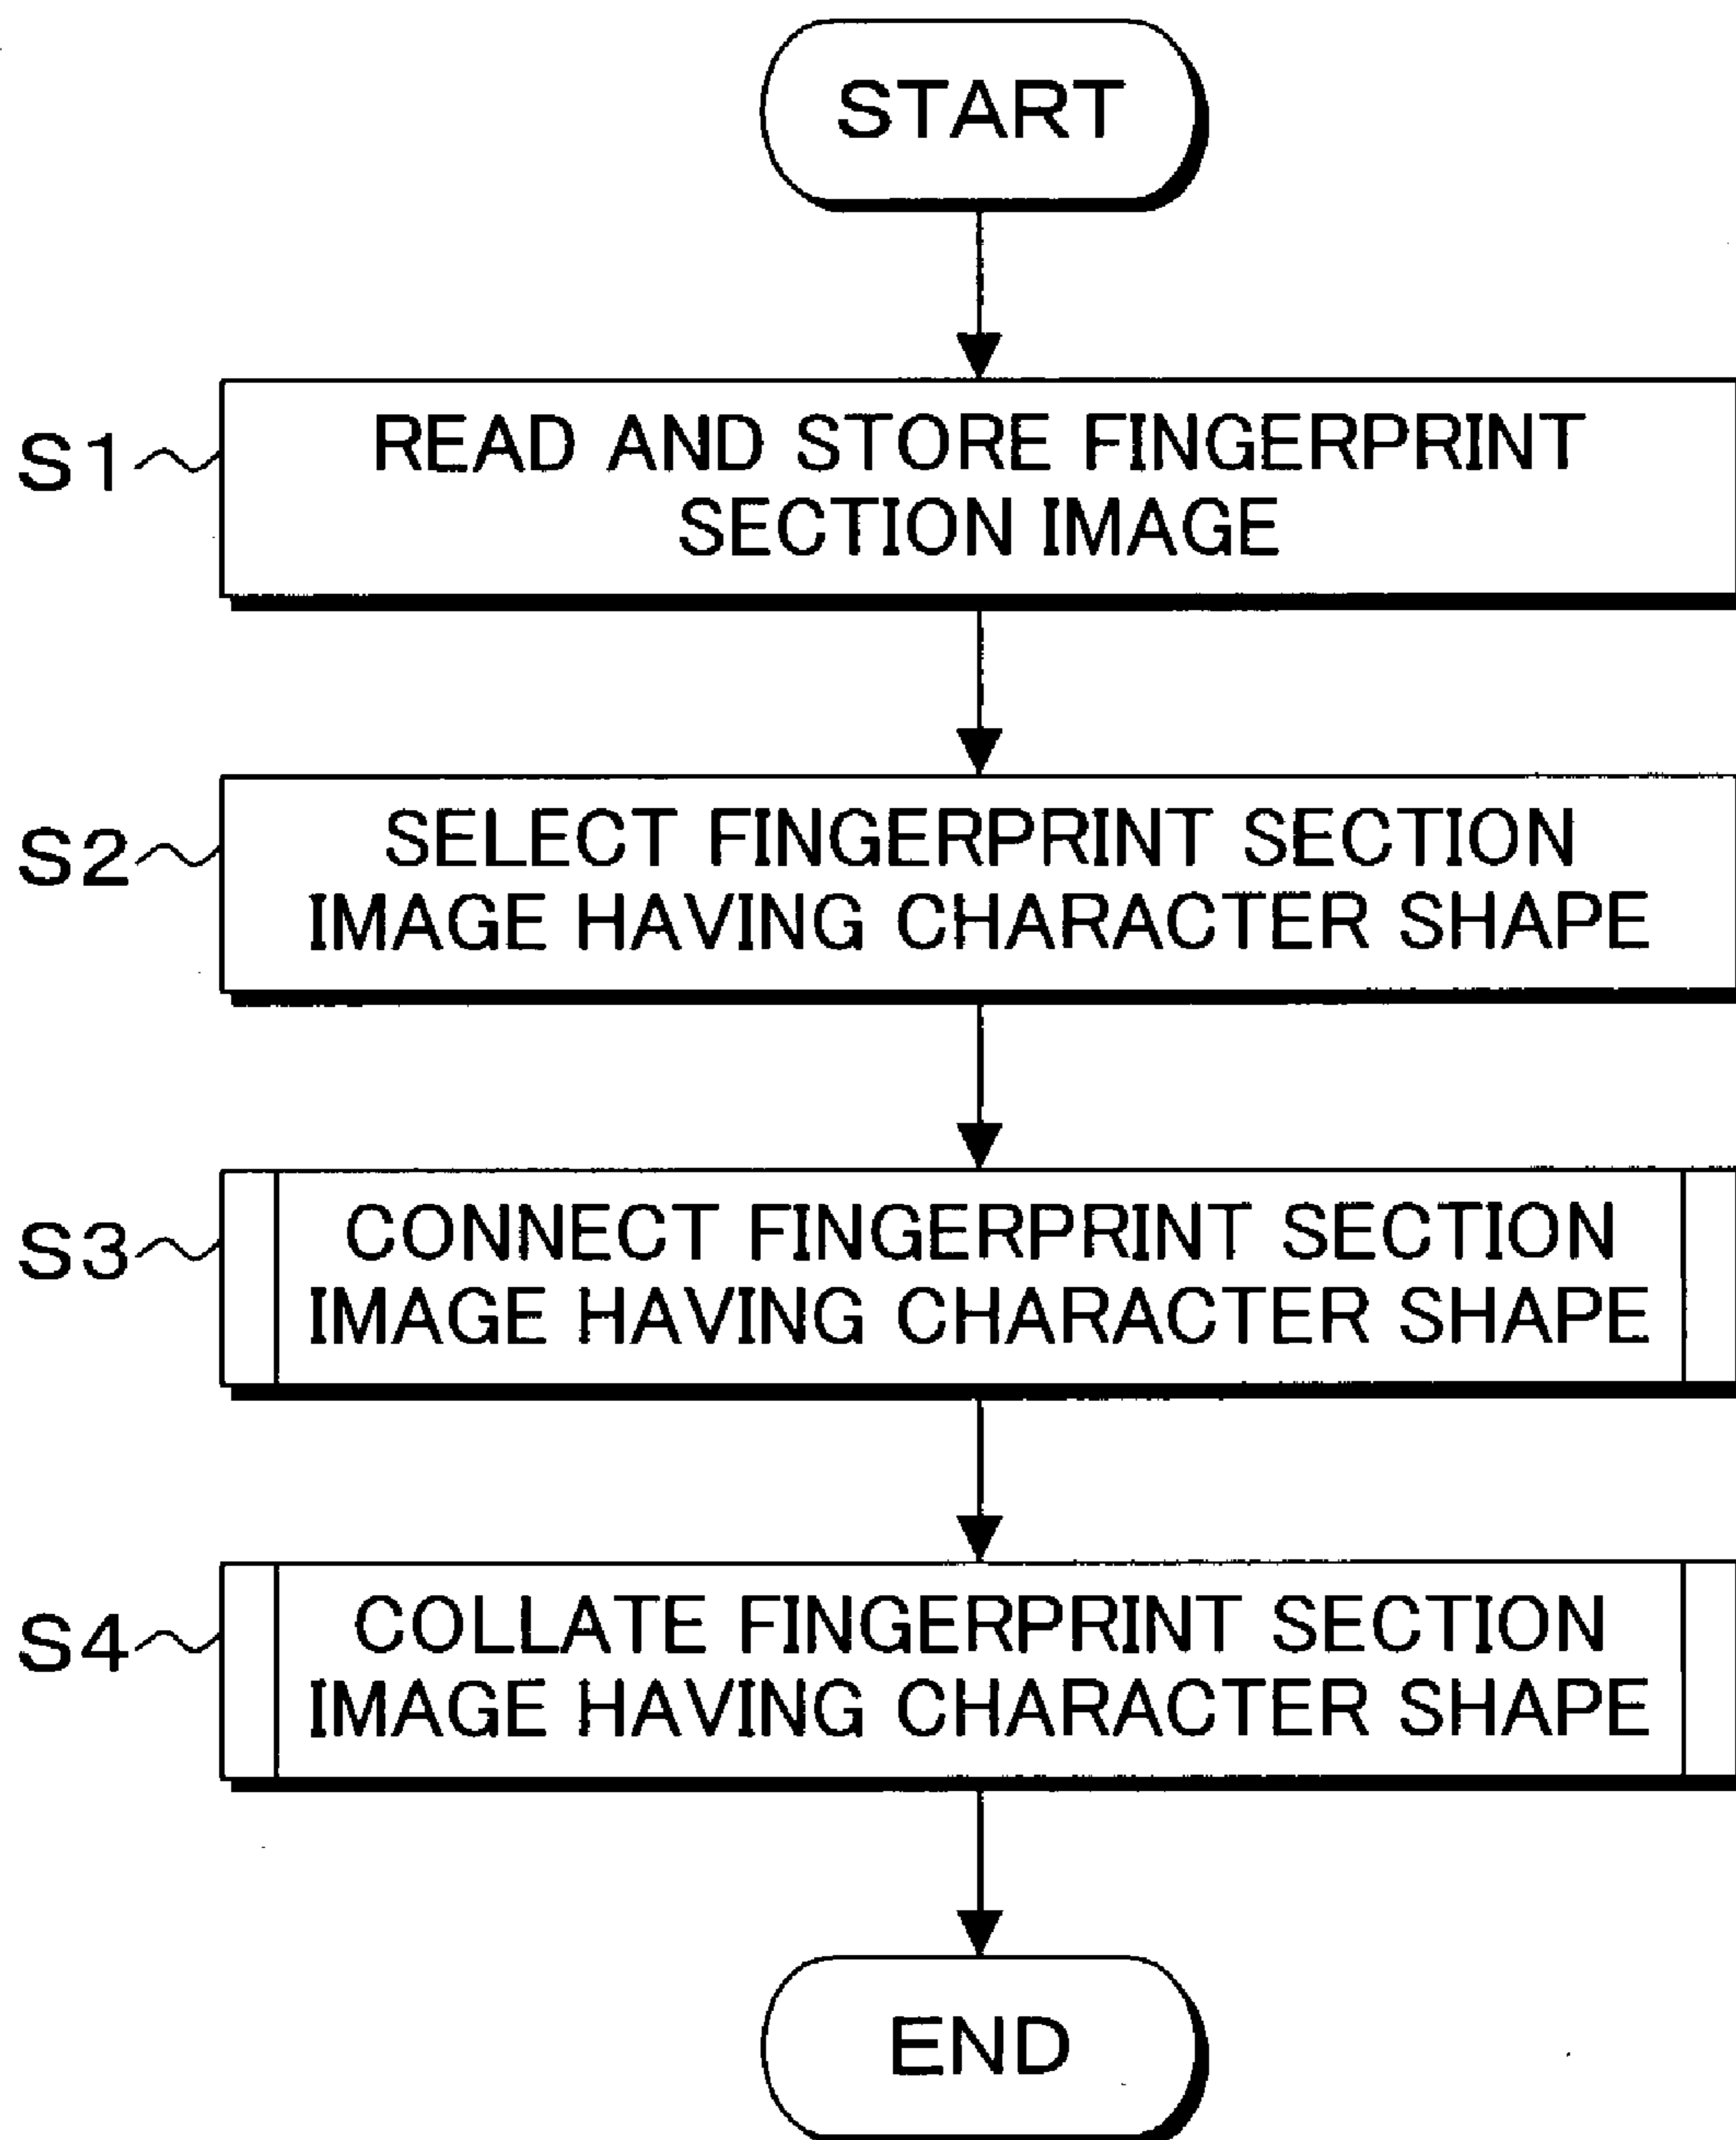 START
S1
READ AND STORE FINGERPRINT
SECTION IMAGE
S2
SELECT FINGERPRINT SECTION
IMAGE HAVING CHARACTER SHAPE
S3
CONNECT FINGERPRINT SECTION
IMAGE HAVING CHARACTER SHAPE
S4
COLLATE FINGERPRINT SECTION
IMAGE HAVING CHARACTER SHAPE
END